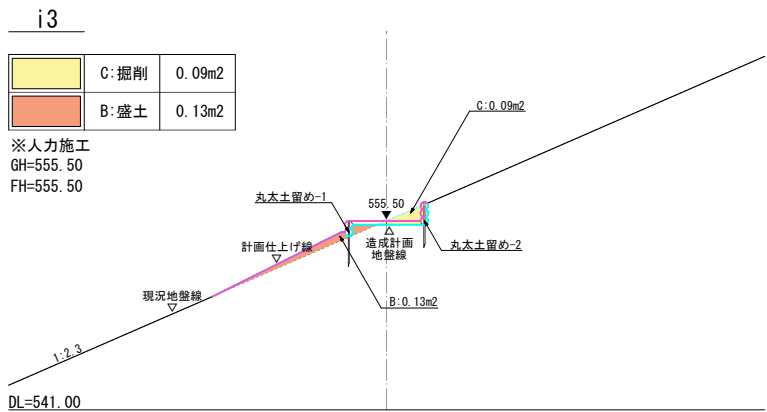 i3
C:掘削 0.09m2
B:盛土 0.13m2
※人力施工
GH=555.50
FH=555.50
C:0.09m2
丸太土留め-1
555.50
丸太土留め-2
造成計画
地盤線
計画仕上げ線
現況地盤線
B:0.13m2
1:2.3
DL=541.00